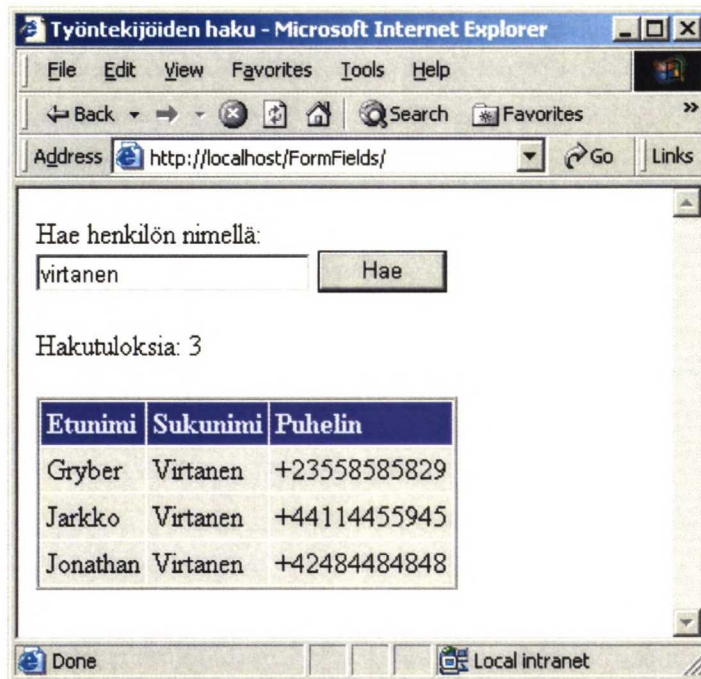 Työntekijöiden haku - Microsoft Internet Explorer
File Edit View Favorites Tools Help
Back Search Favorites »
Address http://localhost/FormFields/ Go Links
Hae henkilön nimellä:
virtanen Hae
Hakutuloksia: 3
Etunimi Sukunimi Puhelin
Gryber Virtanen +23558585829
Jarkko Virtanen +44114455945
Jonathan Virtanen +42484484848
Done Local intranet